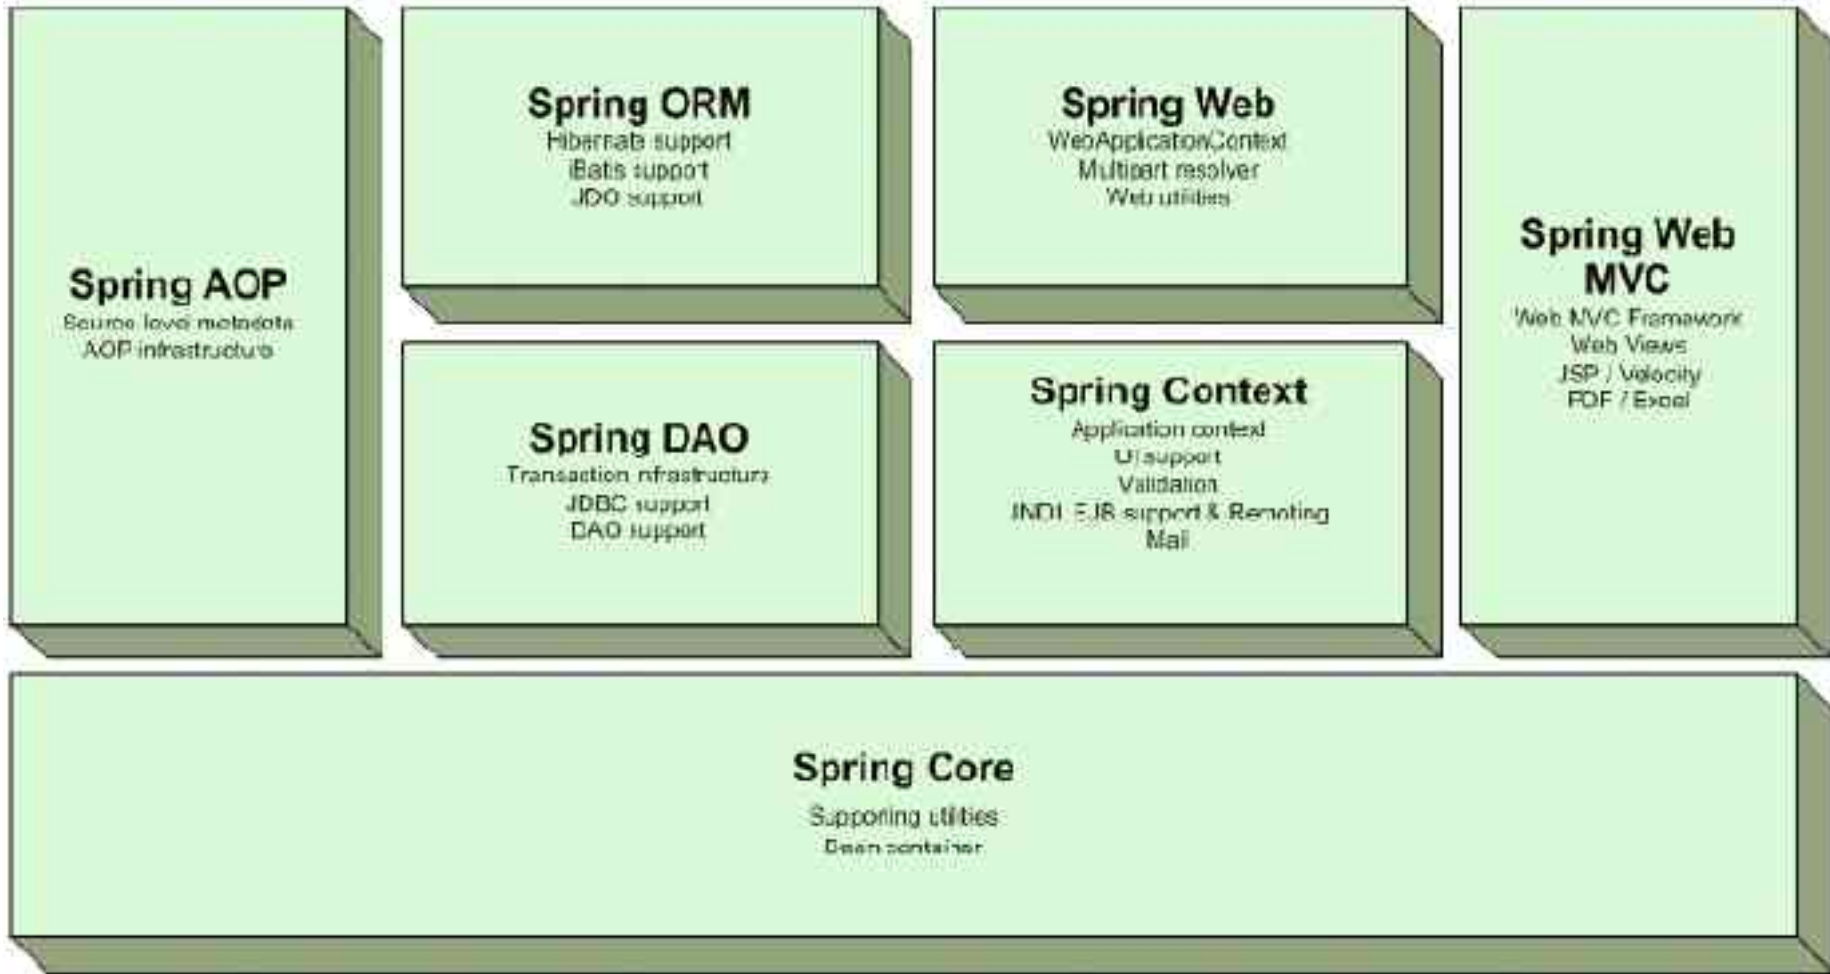 Spring AOP
Source level metadata
AOP infrastructure
Spring ORM
Hibernate support
iBatis support
JDO support
Spring Web
WebApplicationContext
Multipart resolver
Web utilities
Spring Web
MVC
Web MVC Framework
Web Views
JSP / Velocity
PDF / Excel
Spring DAO
Transaction infrastructure
JDBC support
DAO support
Spring Context
Application context
UI support
Validation
JNDI, EJB support & Remoting
Mail
Spring Core
Supporting utilities
Bean container